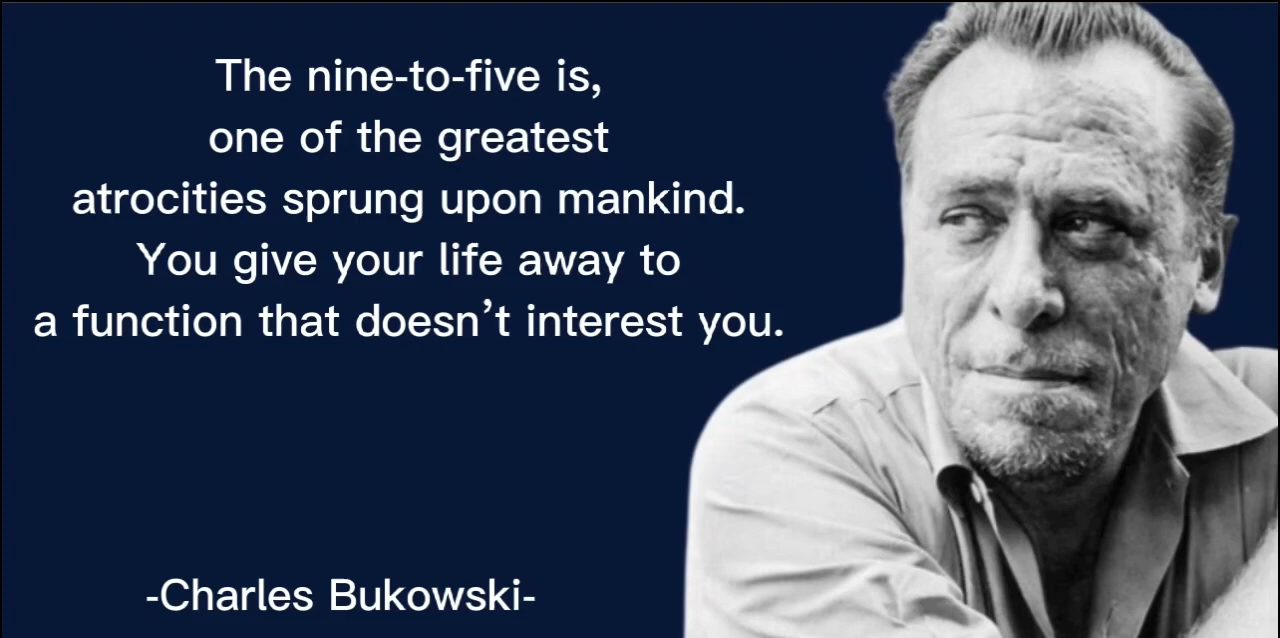 The nine-to-five is,
one of the greatest
atrocities sprung upon mankind.
You give your life away to
a function that doesn’t interest you.
-Charles Bukowski-